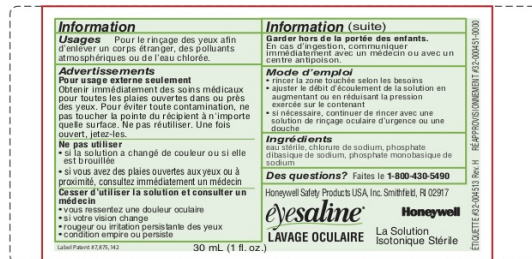 Information
Usages Pour le rinçage des yeux afin
d'enlever un corps étranger, des polluants
atmosphériques ou de l'eau chlorée.
Advertissements
Pour usage externe seulement
Obtenir immédiatement des soins médicaux
pour toutes les plaies ouvertes dans ou près
des yeux. Pour éviter toute contamination, ne
pas toucher la pointe du récipient à n'importe
quelle surface. Ne pas réutiliser. Une fois
ouvert, jetez-les.
Ne pas utiliser
• si la solution a changé de couleur ou si elle
est brouillée
• si vous avez des plaies ouvertes aux yeux ou à
proximité, consultez immédiatement un médecin
Cesser d'utiliser la solution et consulter un
médecin
• vous ressentez une douleur oculaire
• si votre vision change
• rougeur ou irritation persistante des yeux
• condition empire ou persiste
Label Patent #7,875,142
30 mL (1 fl. oz.)
Information (suite)
Garder hors de la portée des enfants.
En cas d'ingestion, communiquer
immédiatement avec un médecin ou avec un
centre antipoison.
Mode d'emploi
• rincer la zone touchée selon les besoins
• ajuster le débit d'écoulement de la solution en
augmentant ou en réduisant la pression
exercée sur le contenant
• si nécessaire, continuer de rincer avec une
solution de rinçage oculaire d'urgence ou une
douche
Ingrédients
eau stérile, chlorure de sodium, phosphate
dibasique de sodium, phosphate monobasique de
sodium
Des questions? Faites le 1-800-430-5490
Honeywell Safety Products USA, Inc. Smithfield, RI 02917
eyesaline®
LAVAGE OCULAIRE
Honeywell
La Solution
Isotonique Stérile
ÉTIQUETTE #32-004513 Rev. H RÉAPPROVISIONNEMENT #32-000451-0000